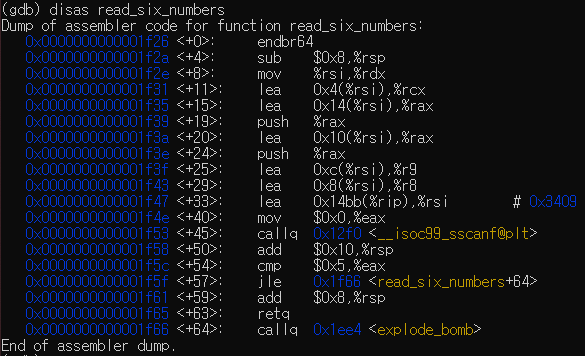 (gdb) disas read_six_numbers
Dump of assembler code for function read_six_numbers:
0x0000000000001f26 <+0>: endbr64
0x0000000000001f2a <+4>: sub $0x8,%rsp
0x0000000000001f2e <+8>: mov %rsi,%rdx
0x0000000000001f31 <+11>: lea 0x4(%rsi),%rcx
0x0000000000001f35 <+15>: lea 0x14(%rsi),%rax
0x0000000000001f39 <+19>: push %rax
0x0000000000001f3a <+20>: lea 0x10(%rsi),%rax
0x0000000000001f3e <+24>: push %rax
0x0000000000001f3f <+25>: lea 0xc(%rsi),%r9
0x0000000000001f43 <+29>: lea 0x8(%rsi),%r8
0x0000000000001f47 <+33>: lea 0x14bb(%rip),%rsi # 0x3409
0x0000000000001f4e <+40>: mov $0x0,%eax
0x0000000000001f53 <+45>: callq 0x12f0 <__isoc99_sscanf@plt>
0x0000000000001f58 <+50>: add $0x10,%rsp
0x0000000000001f5c <+54>: cmp $0x5,%eax
0x0000000000001f5f <+57>: jle 0x1f66 <read_six_numbers+64>
0x0000000000001f61 <+59>: add $0x8,%rsp
0x0000000000001f65 <+63>: retq
0x0000000000001f66 <+64>: callq 0x1ee4 <explode_bomb>
End of assembler dump.